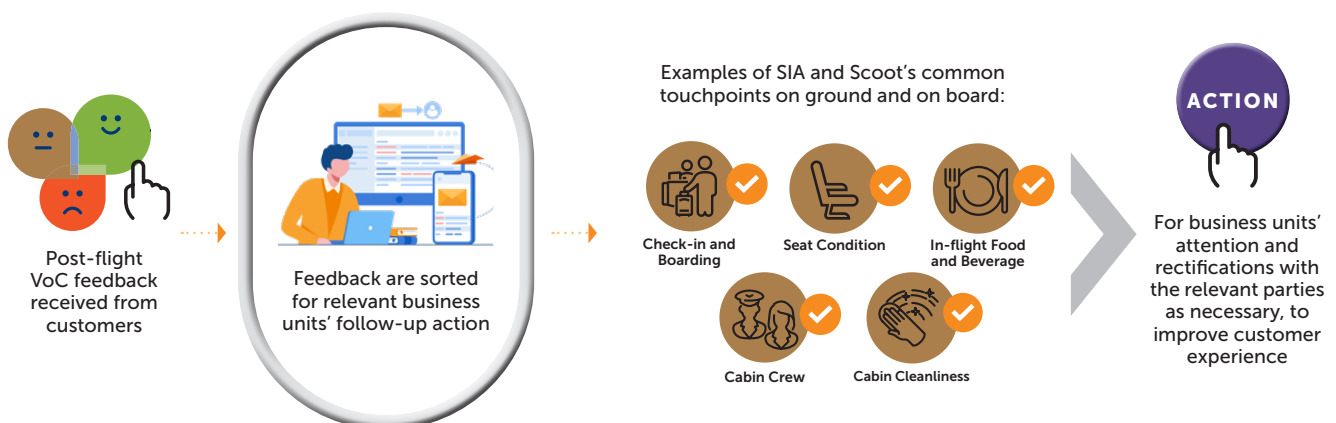 Post-flight
VoC feedback
received from
customers
Feedback are sorted
for relevant business
units’ follow-up action
Examples of SIA and Scoot’s common
touchpoints on ground and on board:
Check-in and
Boarding
Seat Condition
In-flight Food
and Beverage
Cabin Crew
Cabin Cleanliness
ACTION
For business units’
attention and
rectifications with
the relevant parties
as necessary, to
improve customer
experience